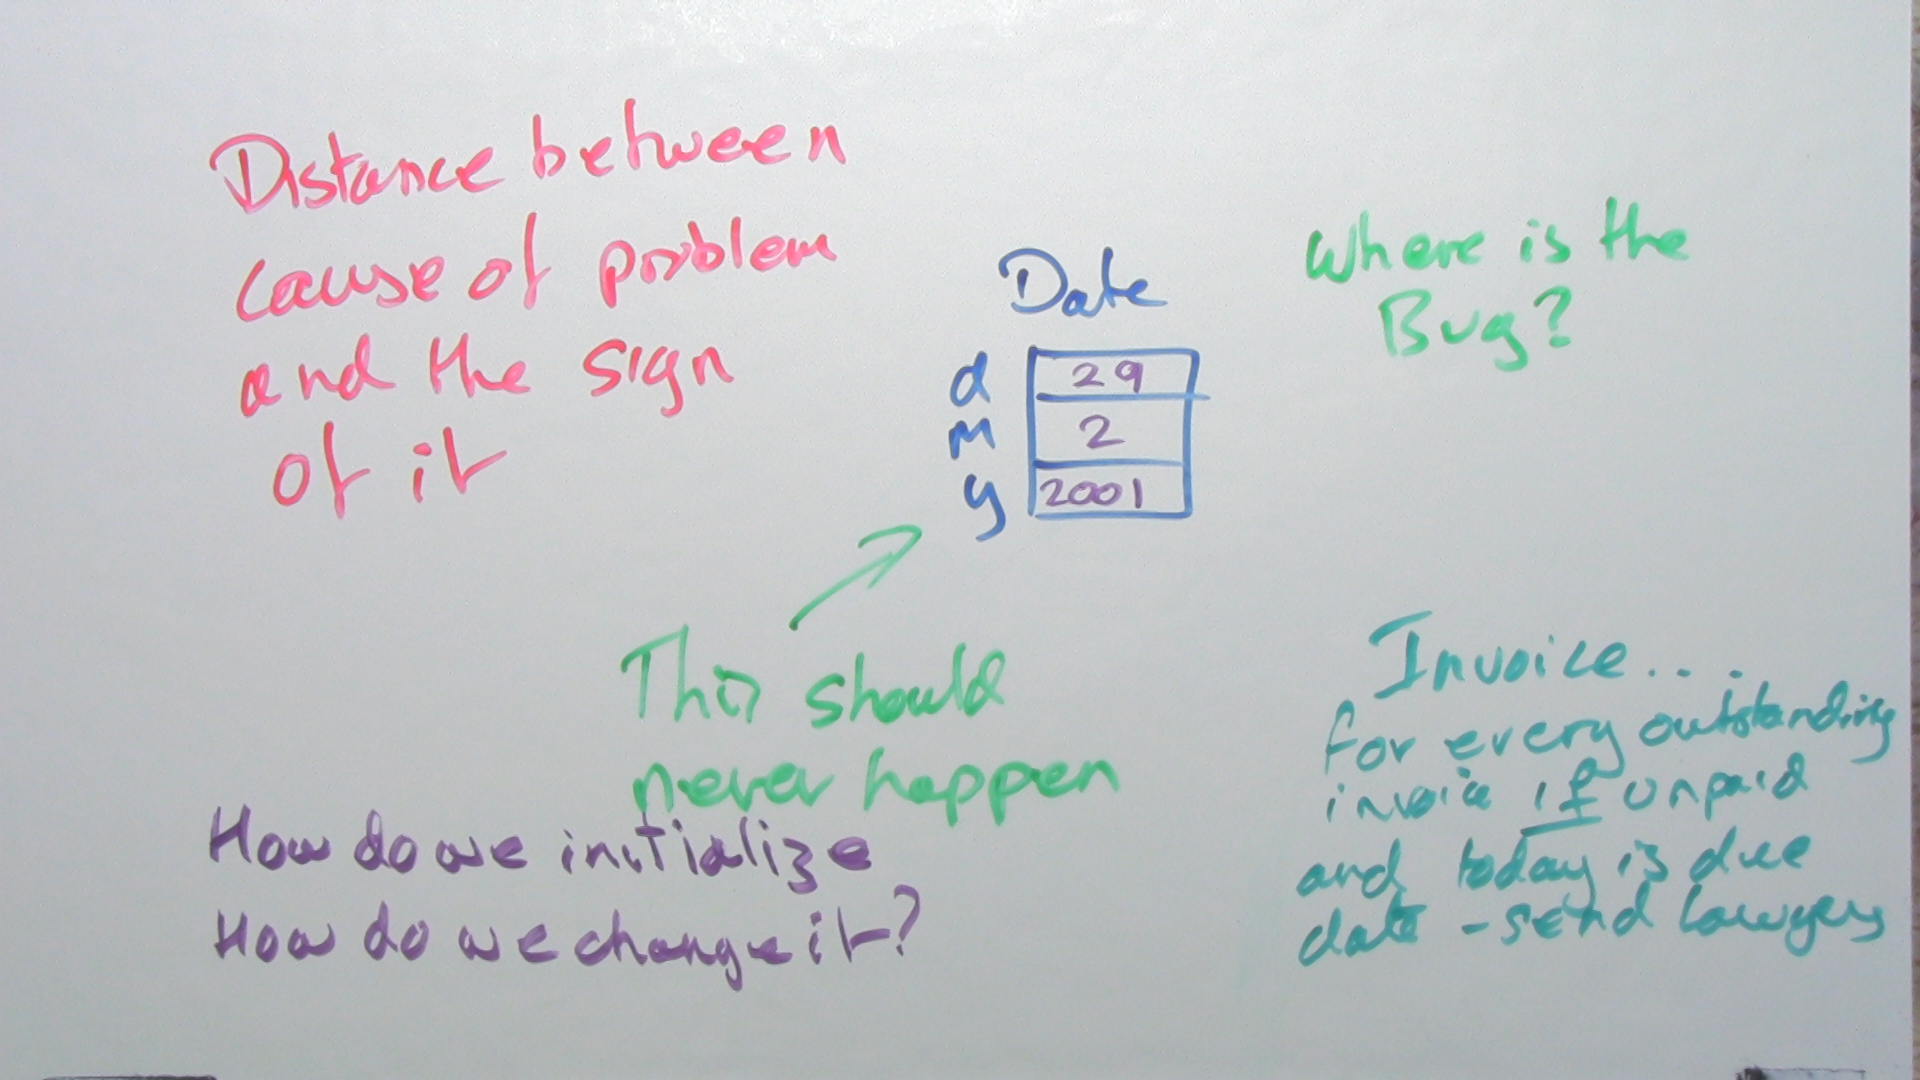 Distance between
cause of problem
and the sign
of it
Date
d 29
m 2
y 2001
Where is the
Bug?
This should
never happen
How do we initialize
How do we change it?
Invoice...
for every outstanding
invoice if unpaid
and today is due
date - send lawyers